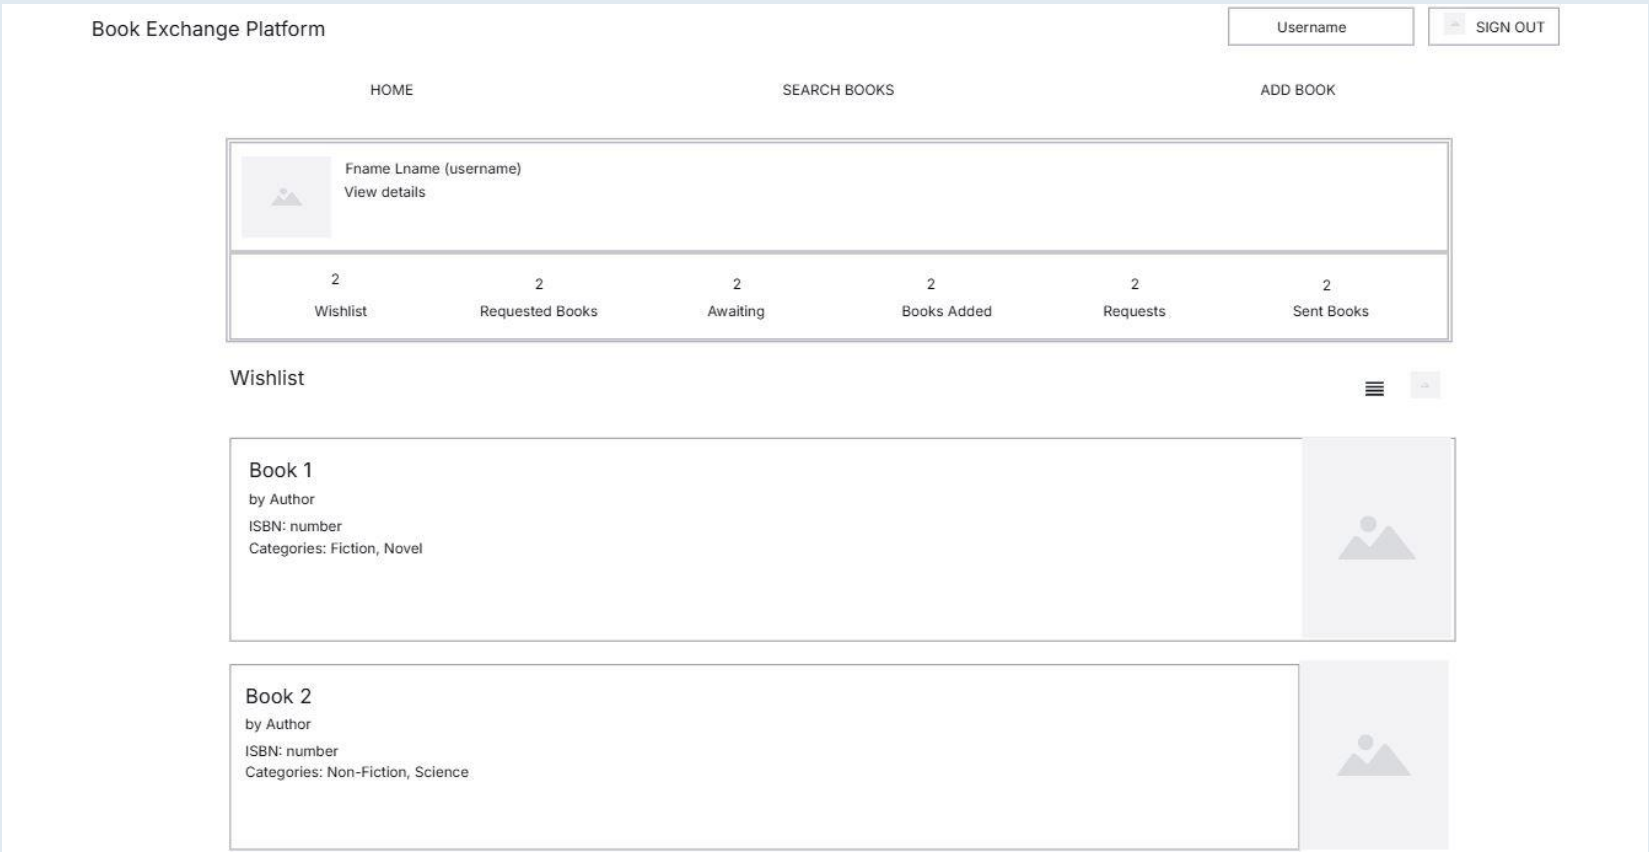 Book Exchange Platform
Username
SIGN OUT
HOME
SEARCH BOOKS
ADD BOOK
Fname Lname (username)
View details
2
2
2
2
2
2
Wishlist
Requested Books
Awaiting
Books Added
Requests
Sent Books
Wishlist
Book 1
by Author
ISBN: number
Categories: Fiction, Novel
Book 2
by Author
ISBN: number
Categories: Non-Fiction, Science